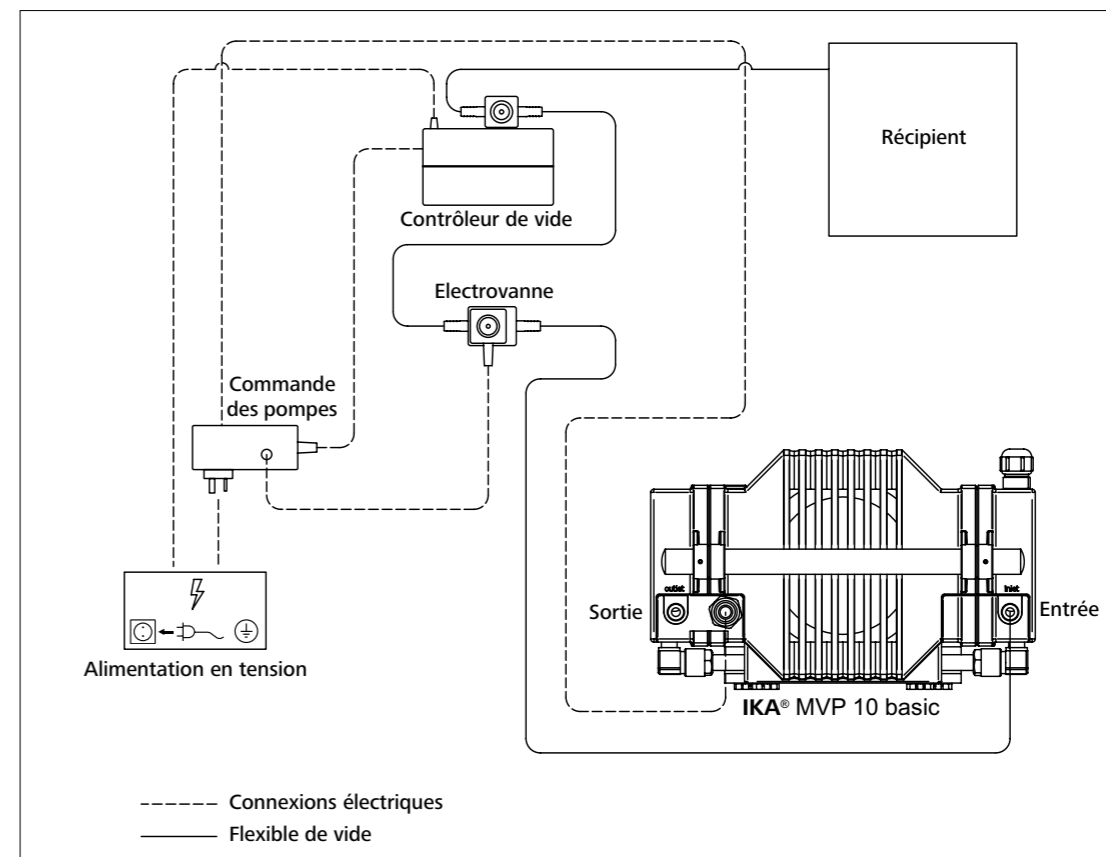 Récipient
Contrôleur de vide
Electrovanne
Commande
des pompes
outlet
inlet
Sortie
Entrée
Alimentation en tension
IKA® MVP 10 basic
Connexions électriques
Flexible de vide